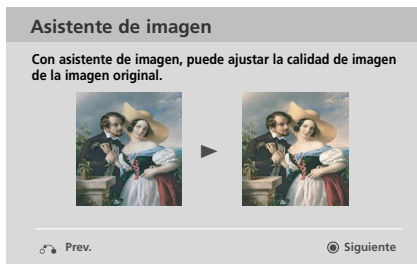 Asistente de imagen
Con asistente de imagen, puede ajustar la calidad de imagen
de la imagen original.
Prev.
Siguiente